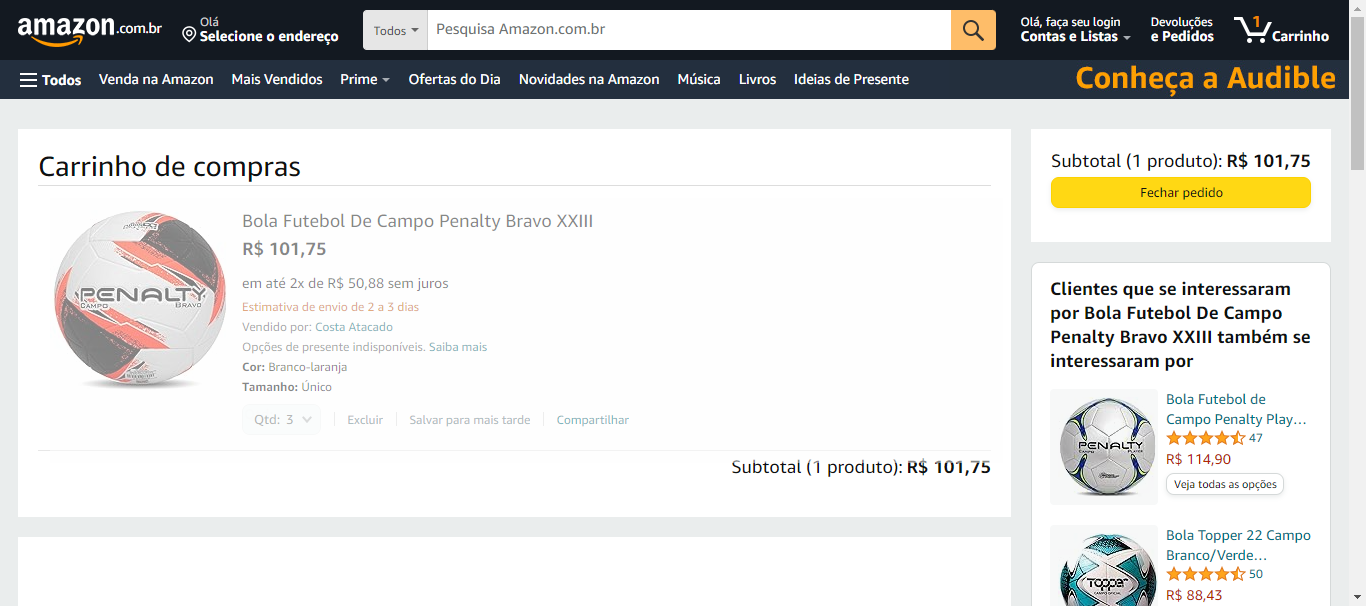 amazon.com.br
Olá
Selecione o endereço
Todos
Pesquisa Amazon.com.br
Olá, faça seu login
Contas e Listas
Devoluções
e Pedidos
1
Carrinho
Todos
Venda na Amazon
Mais Vendidos
Prime
Ofertas do Dia
Novidades na Amazon
Música
Livros
Ideias de Presente
Conheça a Audible
Carrinho de compras
PENALTY
CAMPO BRAVO
Bola Futebol De Campo Penalty Bravo XXIII
R$ 101,75
em até 2x de R$ 50,88 sem juros
Estimativa de envio de 2 a 3 dias
Vendido por: Costa Atacado
Opções de presente indisponíveis. Saiba mais
Cor: Branco-laranja
Tamanho: Único
Qtd: 3
Excluir
Salvar para mais tarde
Compartilhar
Subtotal (1 produto): R$ 101,75
Subtotal (1 produto): R$ 101,75
Fechar pedido
Clientes que se interessaram
por Bola Futebol De Campo
Penalty Bravo XXIII também se
interessaram por
PENALTY
Bola Futebol de
Campo Penalty Play…
47
R$ 114,90
Veja todas as opções
Topper
Bola Topper 22 Campo
Branco/Verde…
50
R$ 88,43